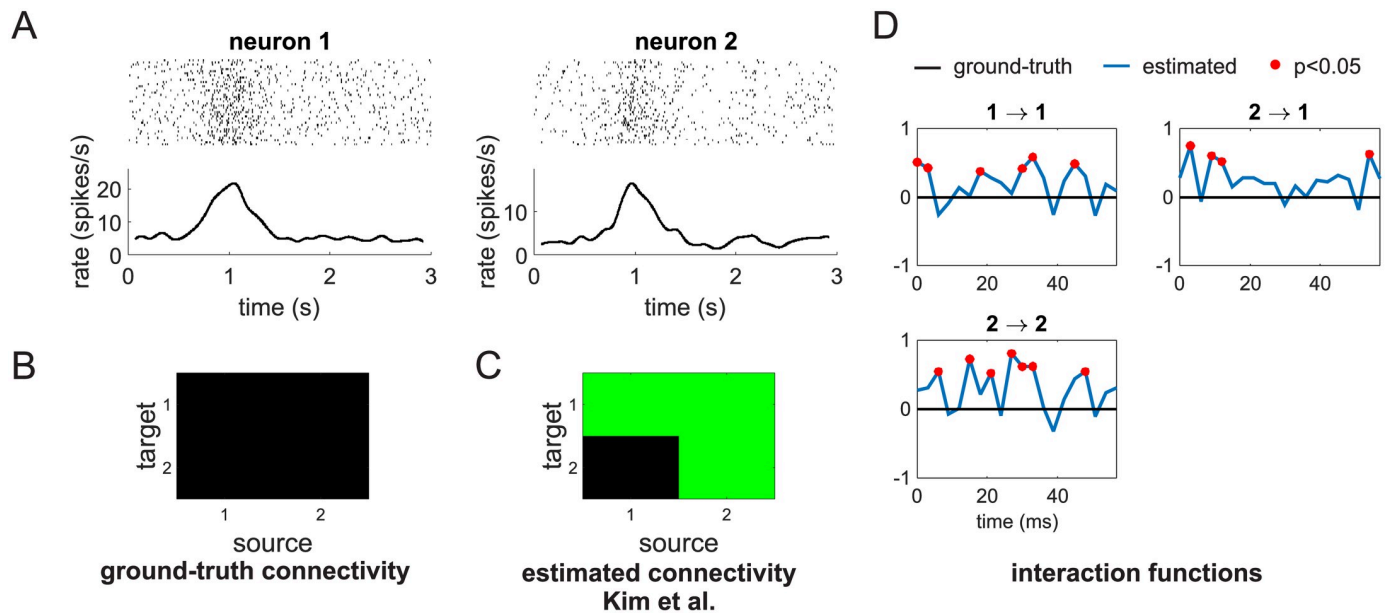 A
neuron 1
neuron 2
rate (spikes/s)
20
10
0
0 1 2 3
time (s)
rate (spikes/s)
10
0
0 1 2 3
time (s)
B
target
1
2
1 2
source
ground-truth connectivity
C
target
1
2
1 2
source
estimated connectivity
Kim et al.
D
ground-truth estimated p<0.05
1 → 1
1
0
-1
0 20 40
2 → 1
1
0
-1
0 20 40
2 → 2
1
0
-1
0 20 40
time (ms)
interaction functions